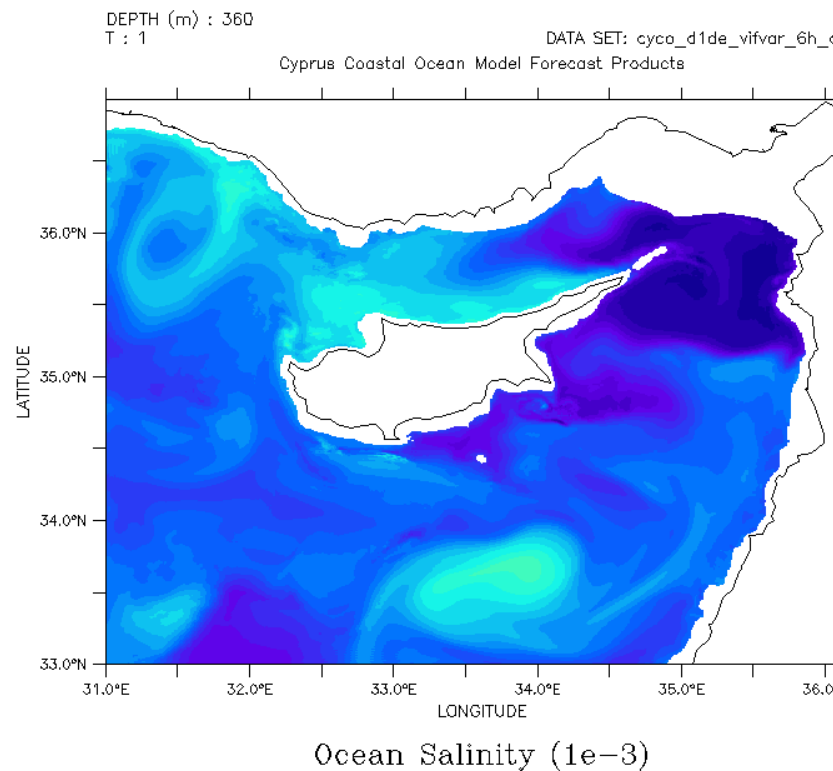 DEPTH (m) : 360
T : 1
DATA SET: cyco_d1de_vifvar_6h_
Cyprus Coastal Ocean Model Forecast Products
36.0°N
35.0°N
34.0°N
33.0°N
LATITUDE
31.0°E 32.0°E 33.0°E 34.0°E 35.0°E 36.0
LONGITUDE
Ocean Salinity (1e-3)